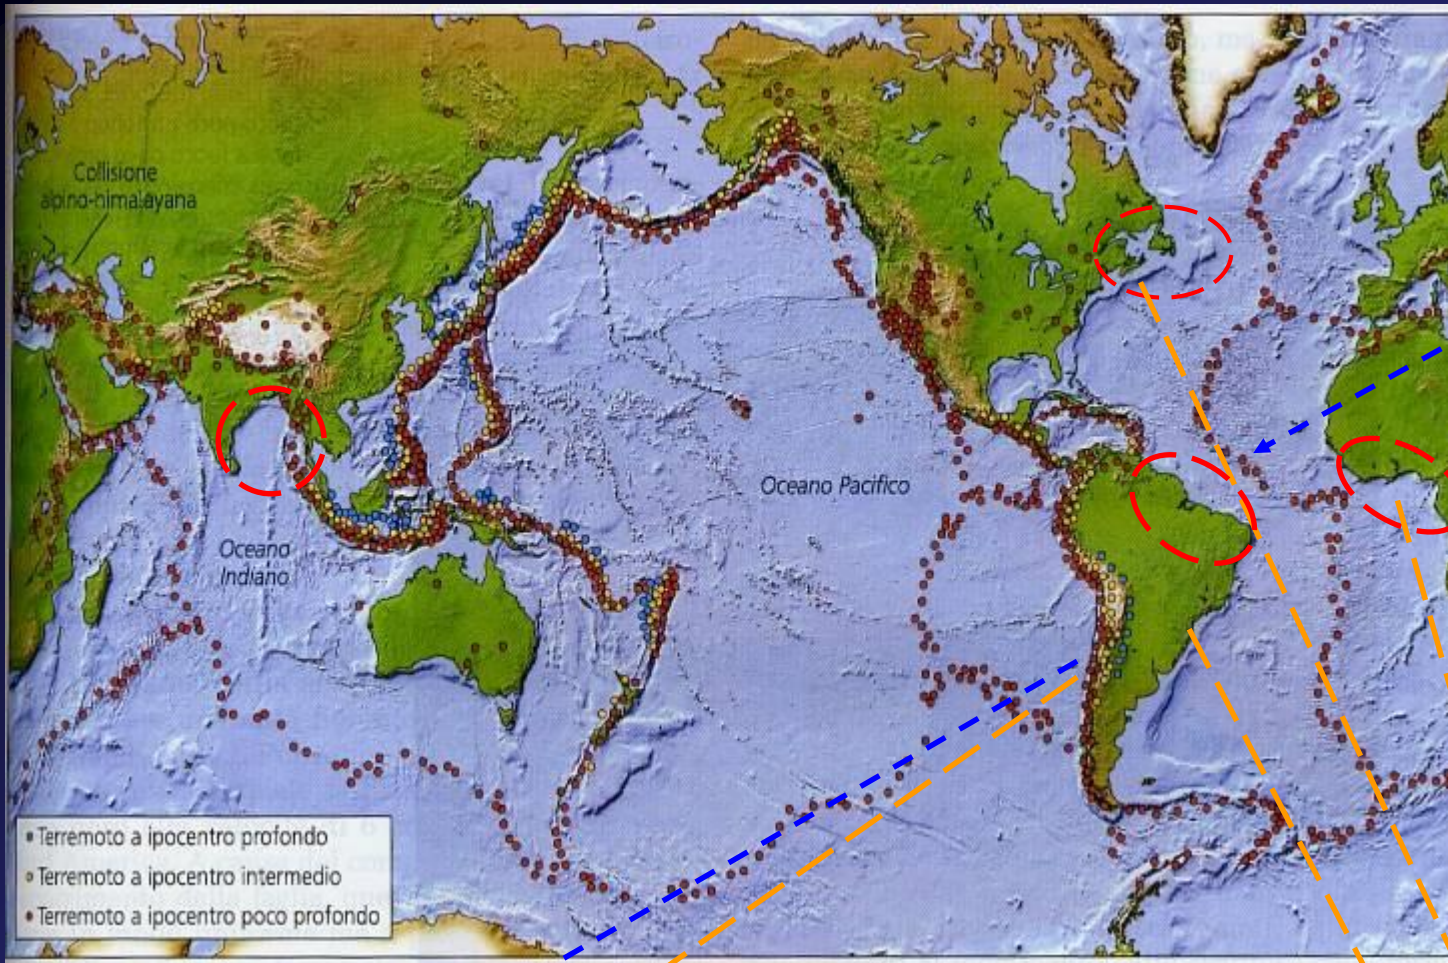 Collisione
alpino-himalayana
Oceano Pacifico
Oceano
Indiano
Terremoto a ipocentro profondo
Terremoto a ipocentro intermedio
Terremoto a ipocentro poco profondo